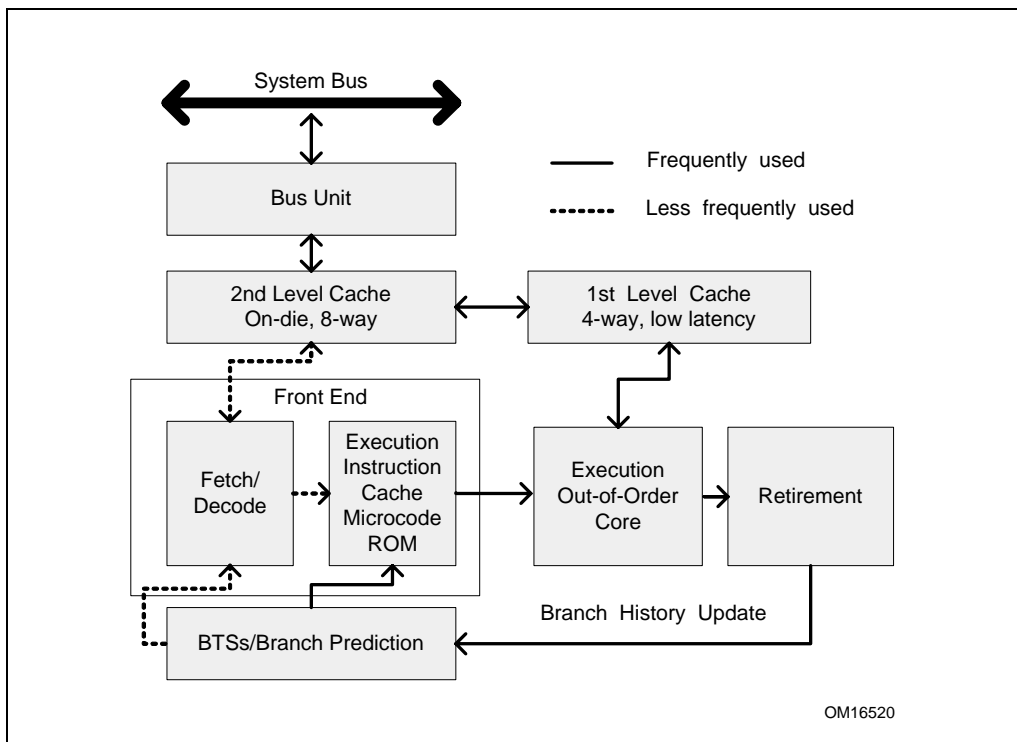 System Bus
Frequently used
Bus Unit
Less frequently used
2nd Level Cache
On-die, 8-way
1st Level Cache
4-way, low latency
Front End
Fetch/
Decode
Execution
Instruction
Cache
Microcode
ROM
Execution
Out-of-Order
Core
Retirement
Branch History Update
BTSs/Branch Prediction
OM16520